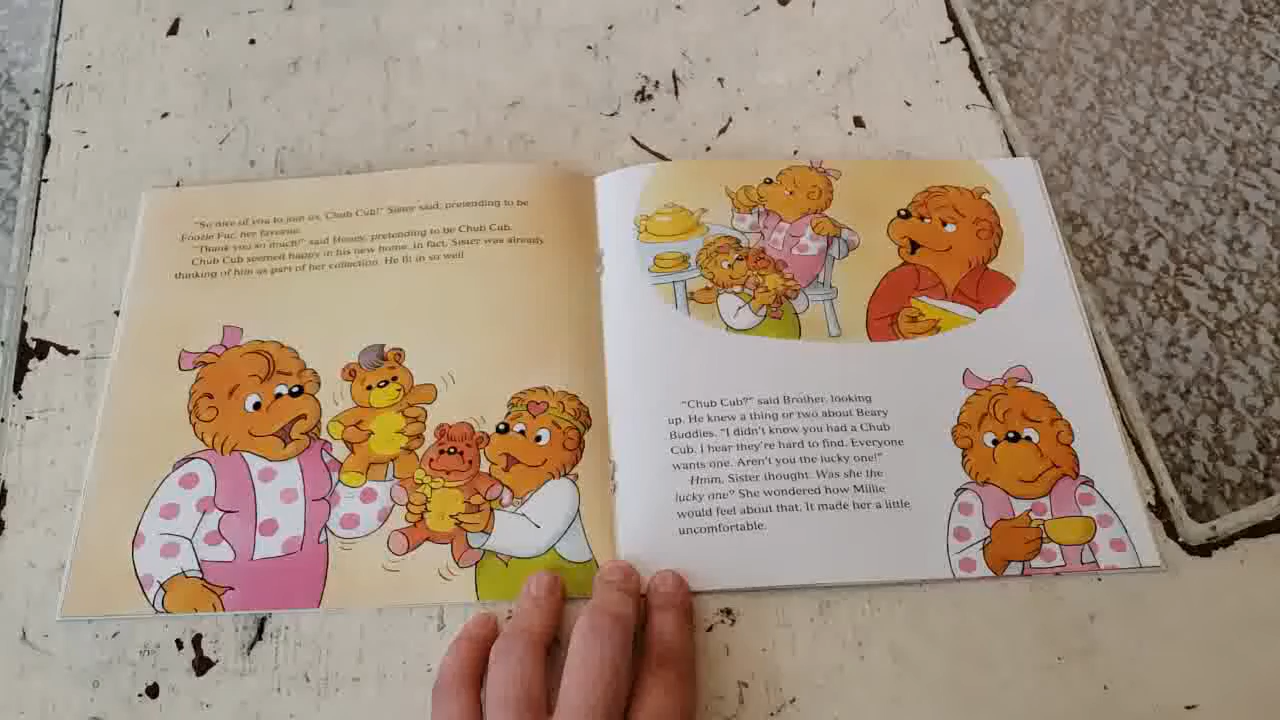 "So nice of you to join us, Chub Cub!" Sister said, pretending to be
Foozie Fur, her favorite.
"Thank you so much!" said Honey, pretending to be Chub Cub.
Chub Cub seemed happy in his new home. In fact, Sister was already
thinking of him as part of her collection. He fit in so well.
"Chub Cub?" said Brother, looking
up. He knew a thing or two about Beary
Buddies. "I didn't know you had a Chub
Cub. I hear they're hard to find. Everyone
wants one. Aren't you the lucky one!"
Hmm, Sister thought. Was she the
lucky one? She wondered how Millie
would feel about that. It made her a little
uncomfortable.